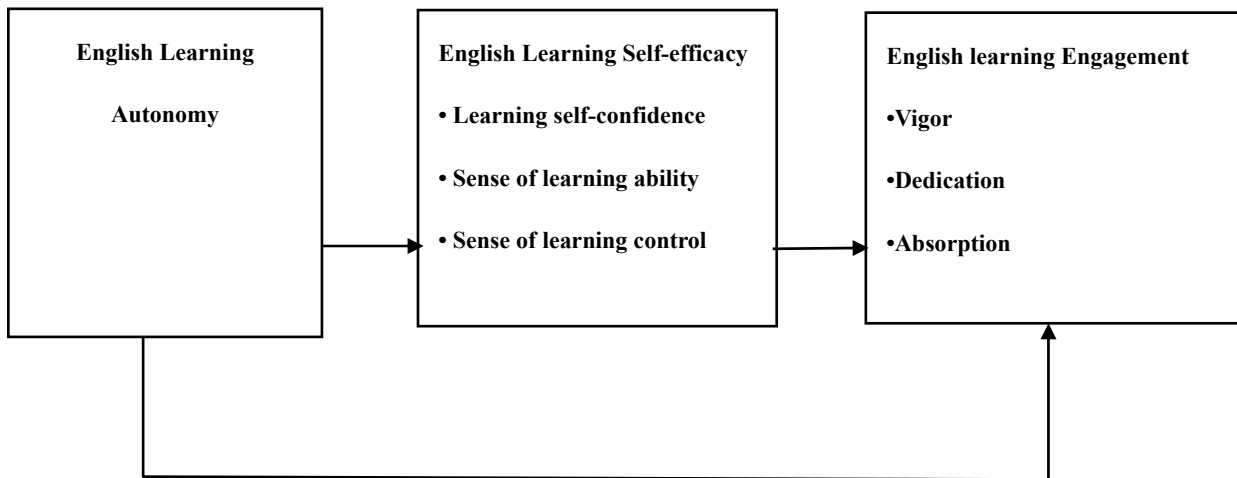 English Learning
Autonomy
English Learning Self-efficacy
• Learning self-confidence
• Sense of learning ability
• Sense of learning control
English learning Engagement
•Vigor
•Dedication
•Absorption